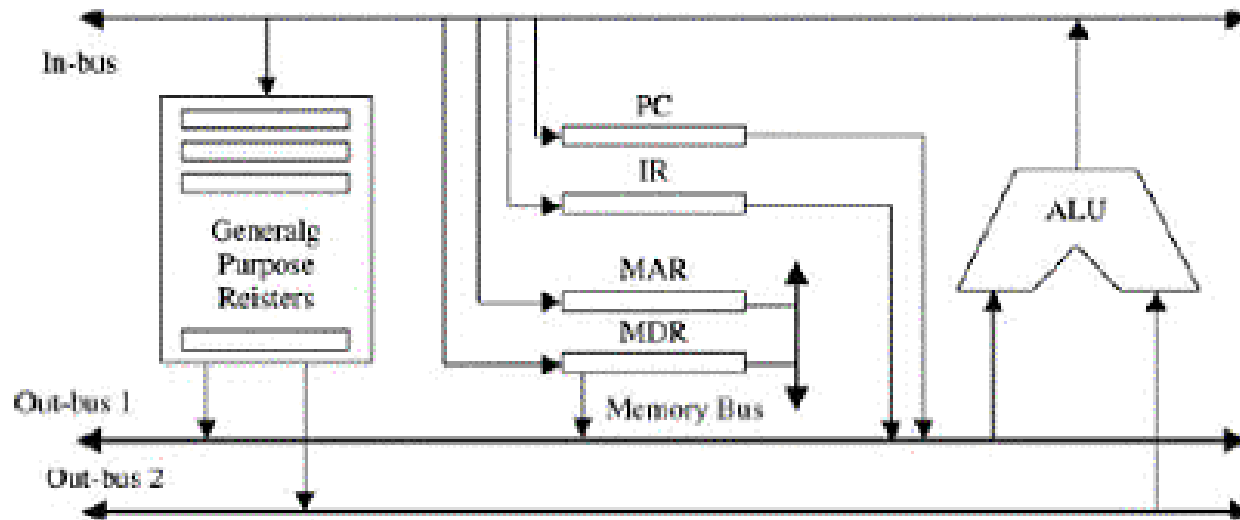 In-bus
PC
IR
ALU
Generalg
Purpose
Reisters
MAR
MDR
Out-bus 1
Memory Bus
Out-bus 2